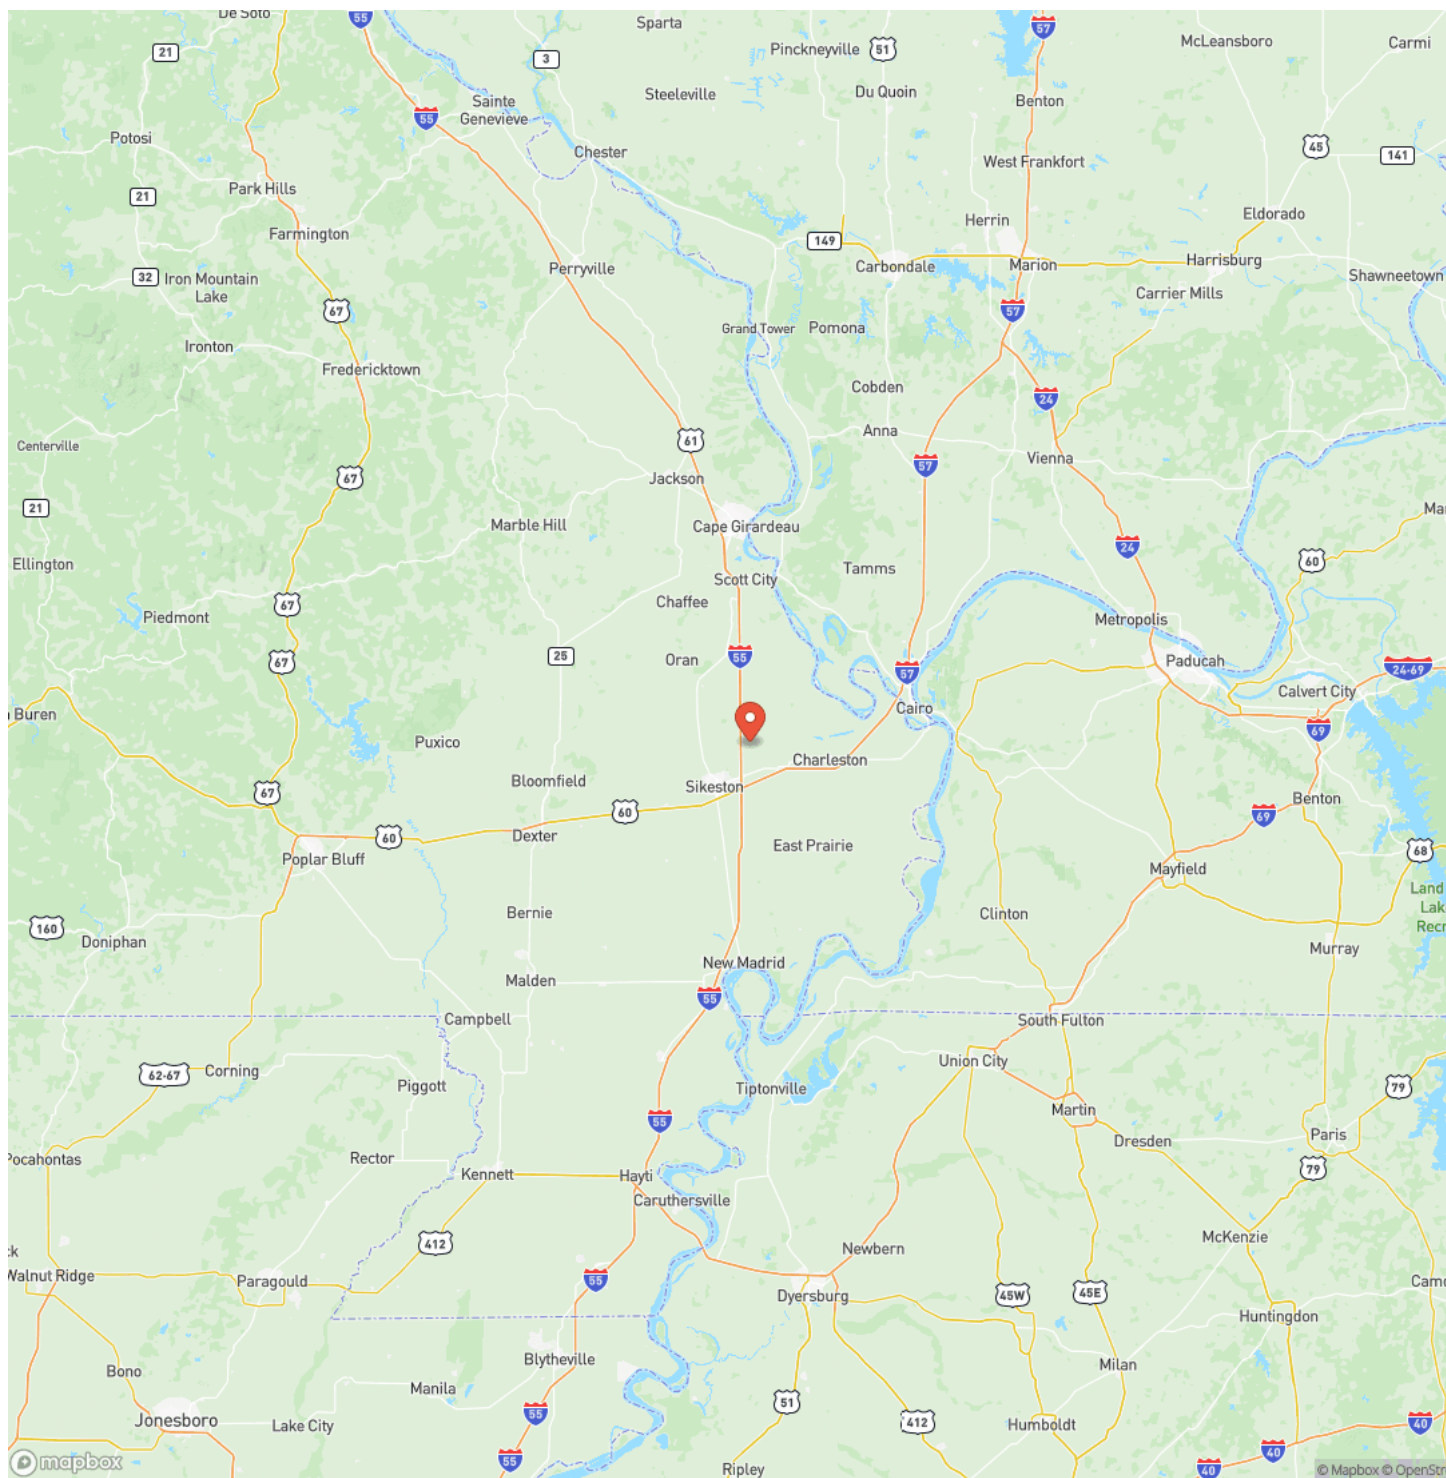 De Soto
55
Sparta
57
McLeansboro
Carmi
21
3
Pinckneyville
51
Steeleville
Du Quoin
Benton
Sainte
Genevieve
55
Potosi
Chester
West Frankfort
45
141
Park Hills
21
Herrin
Eldorado
Farmington
149
Carbondale
Marion
Harrisburg
Shawneetown
Perryville
32
Iron Mountain
Lake
Carrier Mills
67
57
Grand Tower
Pomona
Ironton
Fredericktown
Cobden
24
Anna
61
Centerville
57
Vienna
67
Jackson
21
Marble Hill
Cape Girardeau
24
60
Ellington
Tamms
Scott City
Chaffee
67
Piedmont
Metropolis
25
55
Oran
67
Paducah
57
24-69
Calvert City
Buren
Cairo
69
Puxico
Charleston
Bloomfield
Sikeston
67
Benton
60
69
60
Dexter
East Prairie
68
Poplar Bluff
Mayfield
Land
Lak
Recr
160
Bernie
Clinton
Doniphan
Murray
New Madrid
Malden
55
Campbell
South Fulton
Union City
62-67
Corning
Piggott
Tiptonville
79
Martin
55
Dresden
Paris
Pocahontas
Rector
Kennett
Hayti
79
Caruthersville
412
McKenzie
Newbern
Walnut Ridge
Paragould
55
Dyersburg
45W
45E
Camd
Huntingdon
Blytheville
Milan
Bono
Manila
51
Jonesboro
Lake City
55
412
Humboldt
40
40
mapbox
55
Ripley
40
© Mapbox © OpenStr